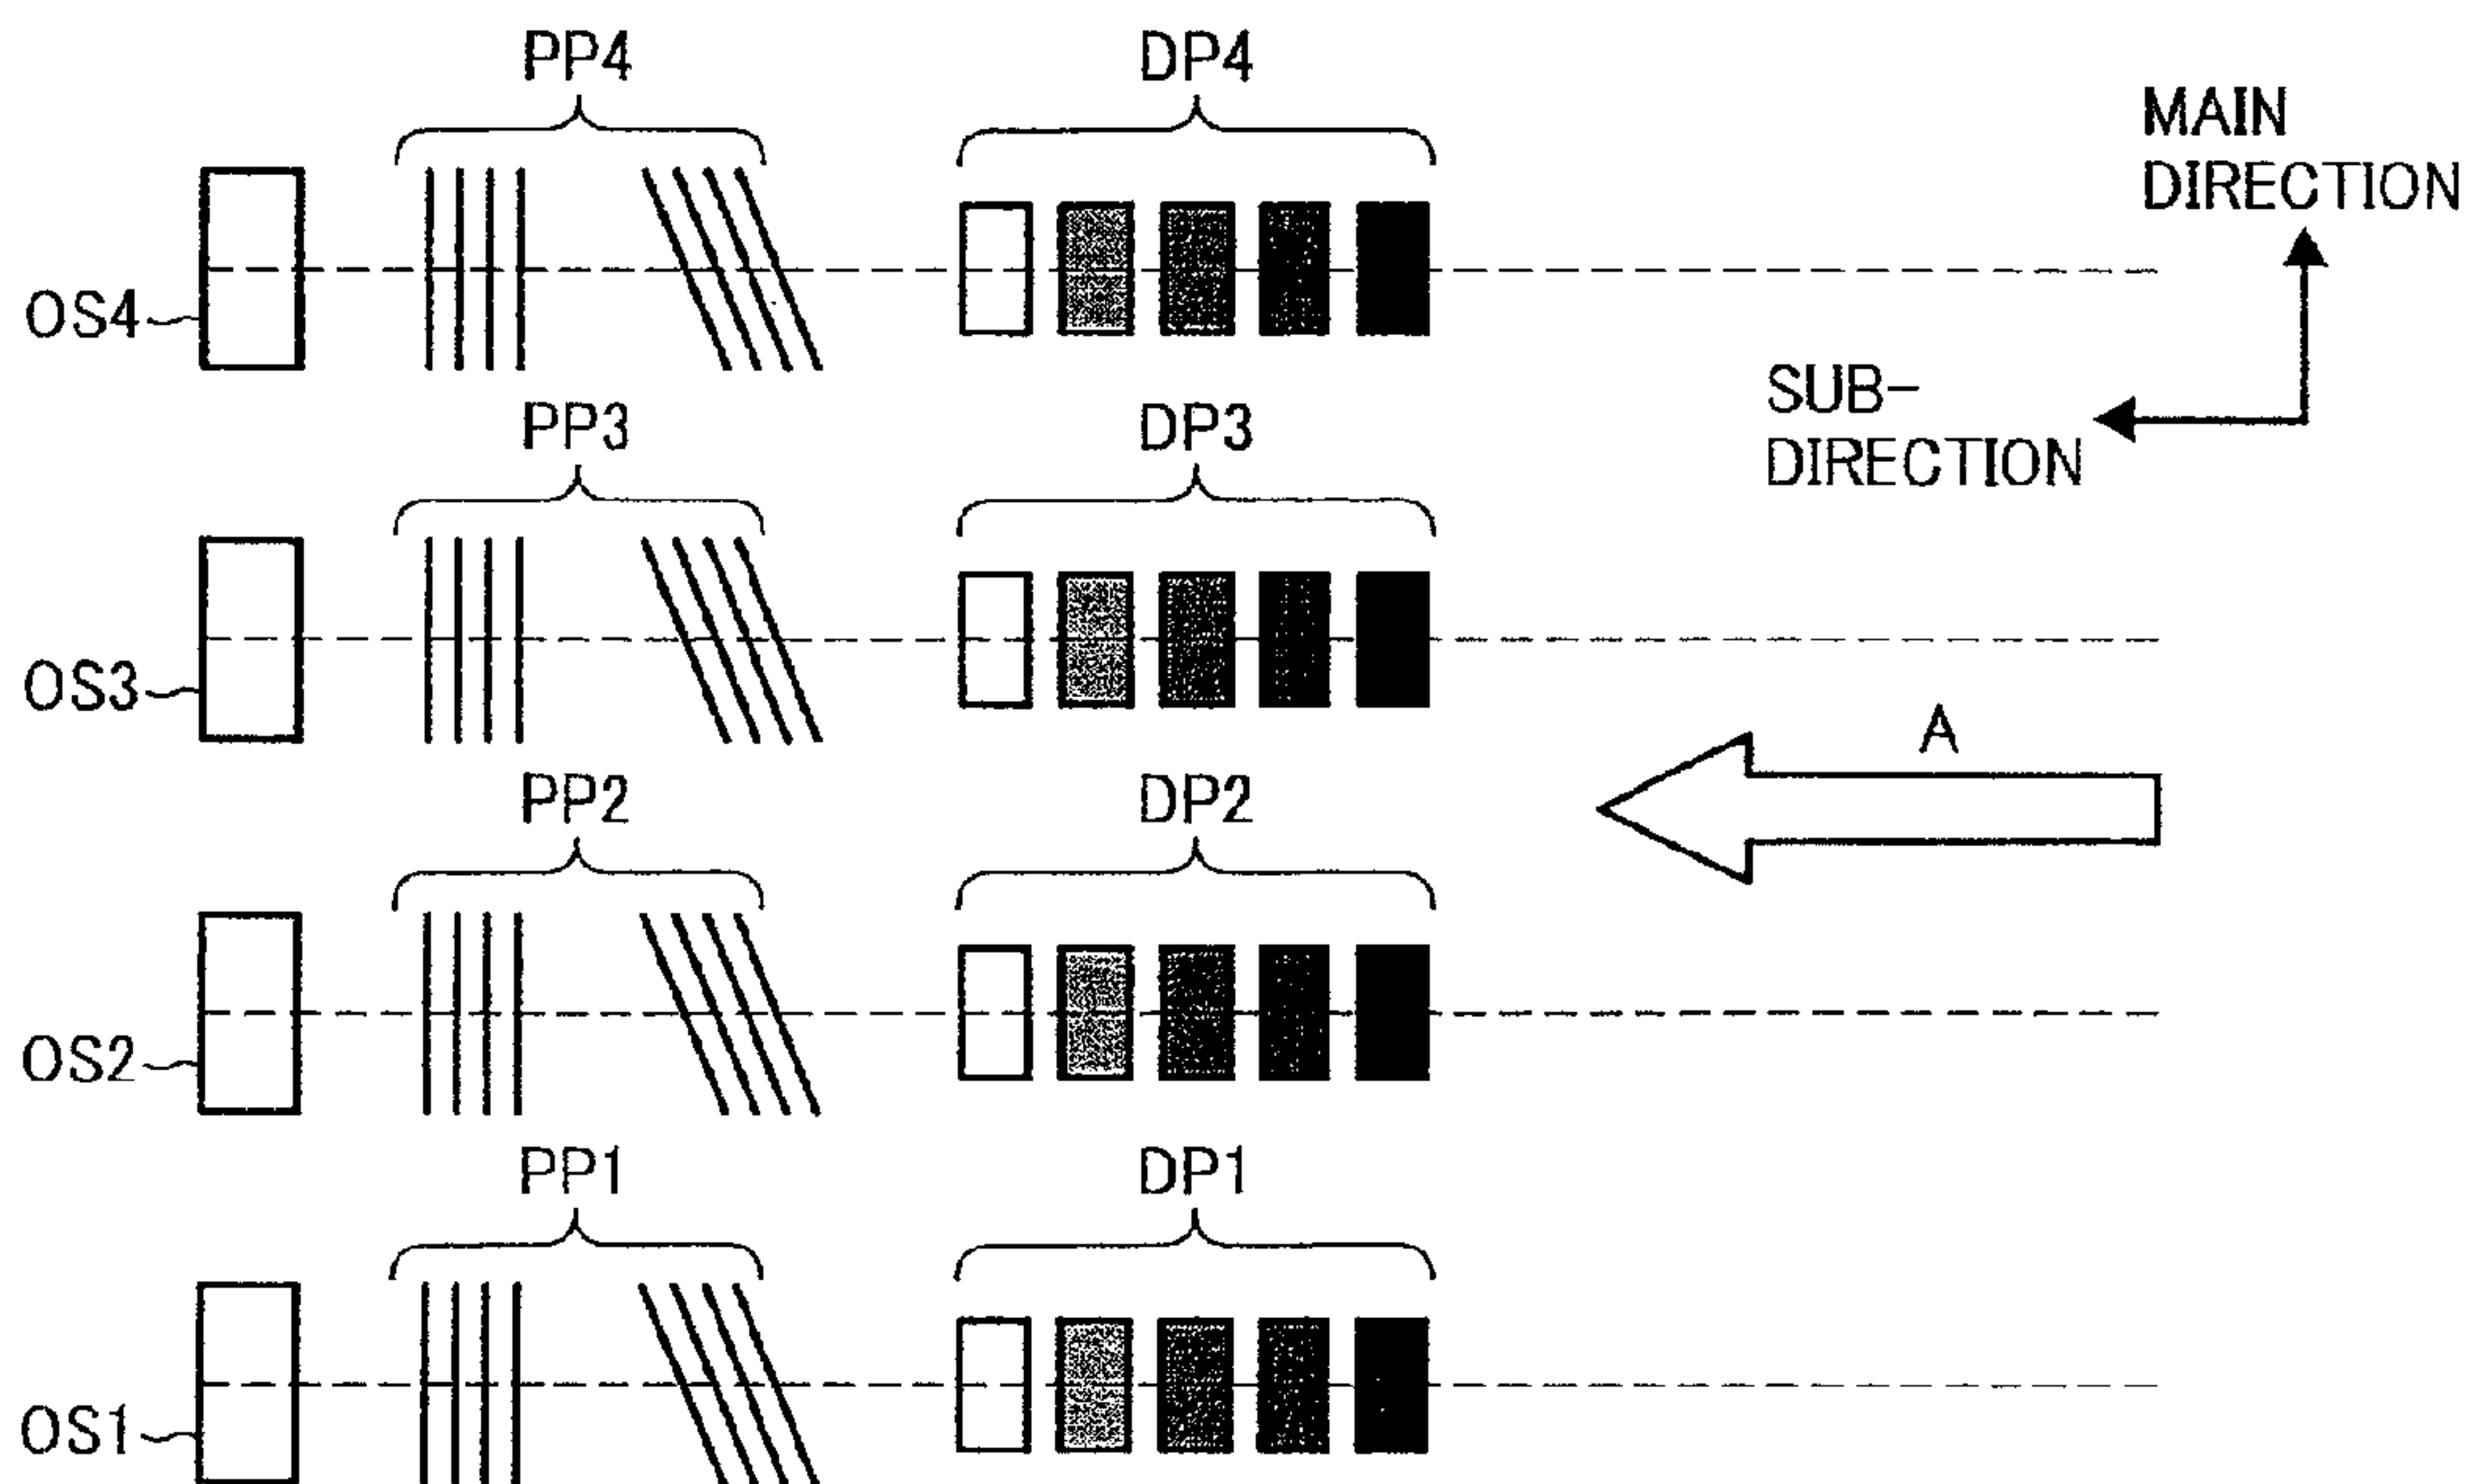 PP4
DP4
MAIN
DIRECTION
OS4
SUB-
DIRECTION
PP3
DP3
OS3
A
PP2
DP2
OS2
PP1
DP1
OS1